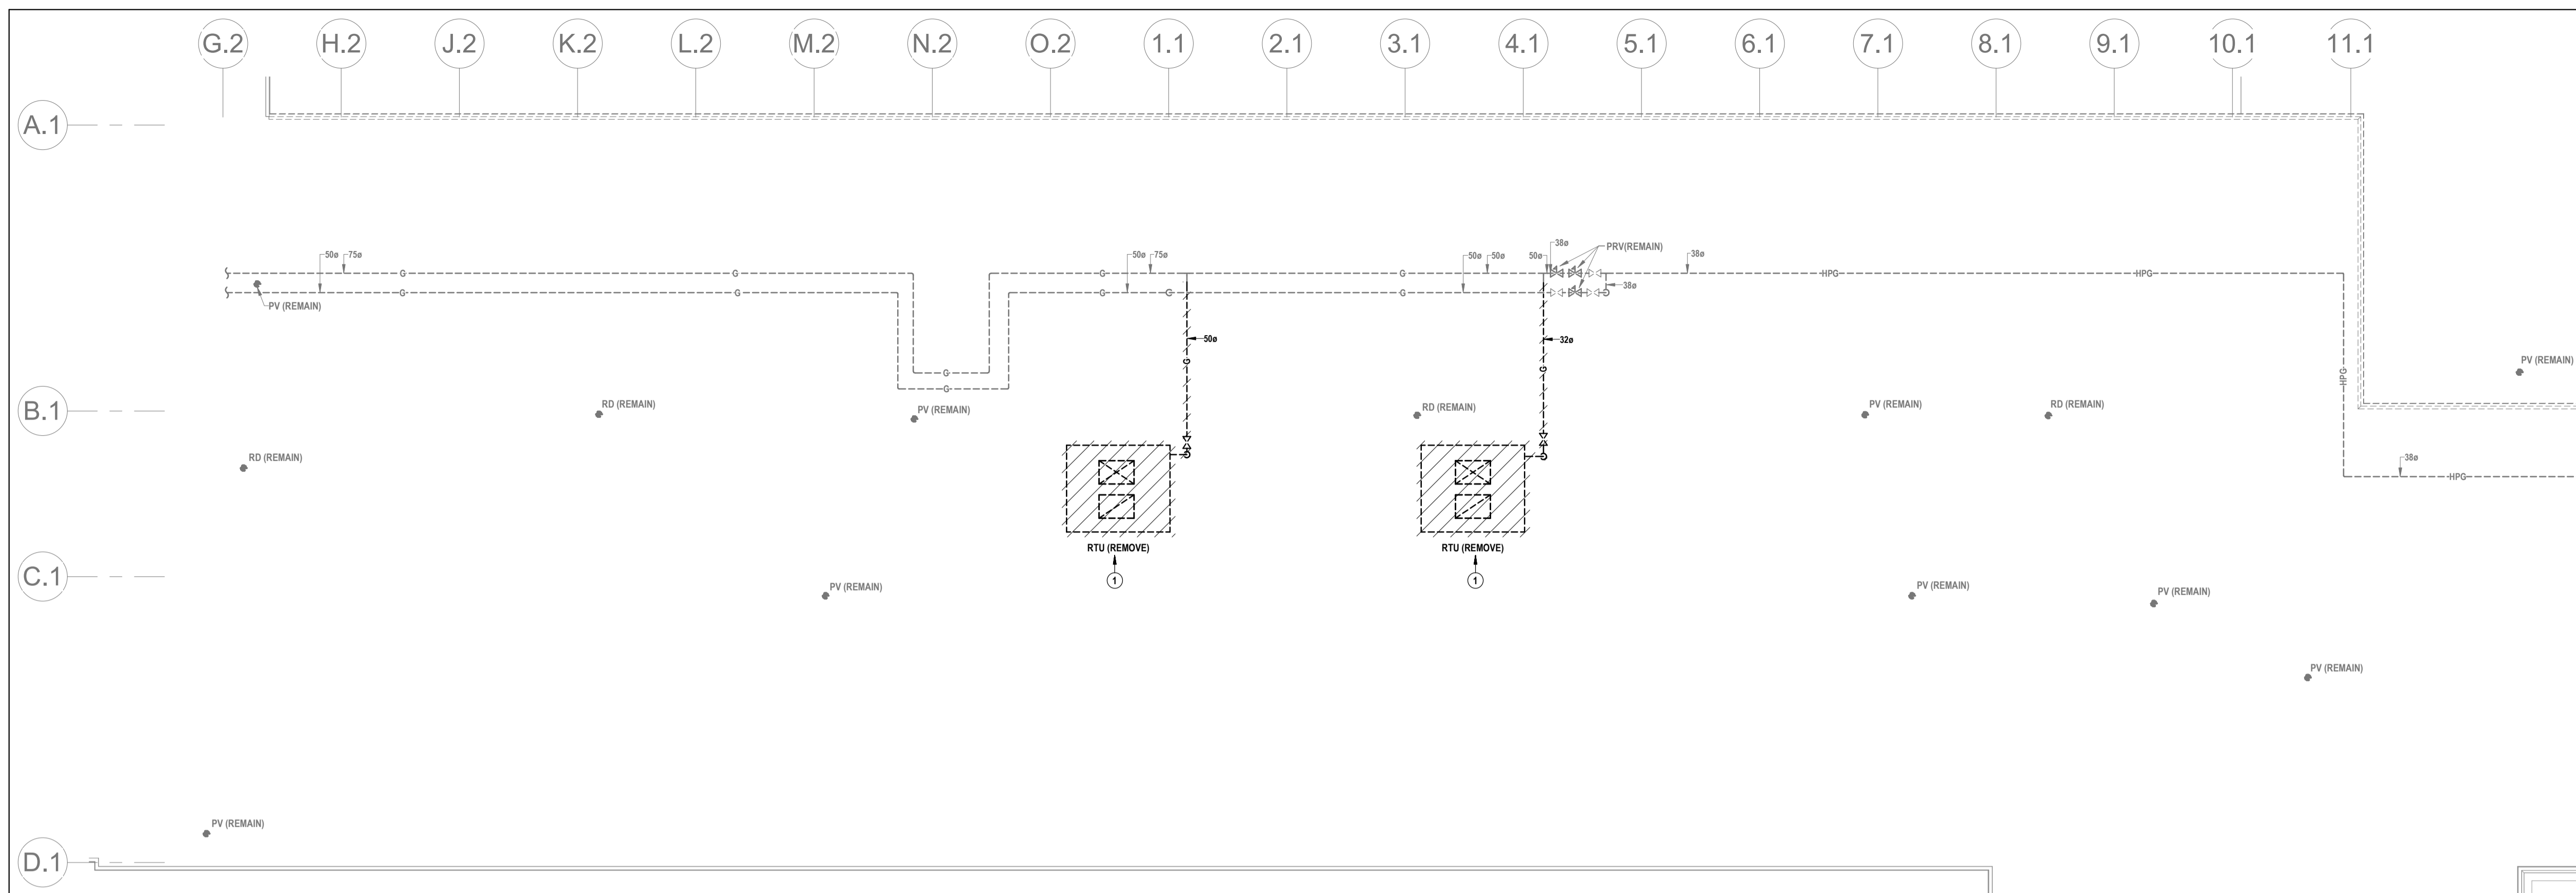 G.2 H.2 J.2 K.2 L.2 M.2 N.2 O.2 1.1 2.1 3.1 4.1 5.1 6.1 7.1 8.1 9.1 10.1 11.1
A.1
38ø
PRV(REMAIN)
50ø 75ø
50ø 75ø
50ø 50ø
50ø
38ø
G G G G HPG HPG
38ø
G G G G G
PV (REMAIN)
50ø
32ø
G
G
G
G
G
HPG
PV (REMAIN)
B.1
RD (REMAIN)
PV (REMAIN)
RD (REMAIN)
PV (REMAIN)
RD (REMAIN)
RD (REMAIN)
38ø
HPG
RTU (REMOVE)
1
RTU (REMOVE)
1
C.1
PV (REMAIN)
PV (REMAIN)
PV (REMAIN)
PV (REMAIN)
PV (REMAIN)
D.1